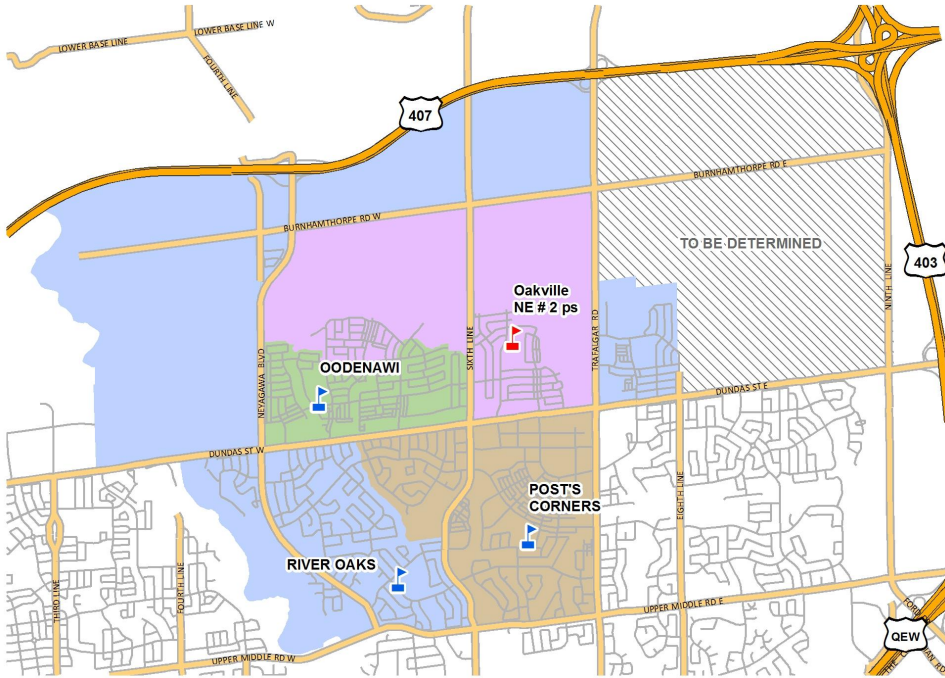 LOWER BASE LINE
LOWER BASE LINE W
FOURTH LINE
407
BURNHAMTHORPE RD E
BURNHAMTHORPE RD W
TO BE DETERMINED
403
Oakville
NE # 2 ps
NINTH LINE
SIXTH LINE
TRAFALGAR RD
NEYAGAWA BLVD
OODENAWI
DUNDAS ST E
DUNDAS ST W
POST'S
CORNERS
EIGHTH LINE
RIVER OAKS
THIRD LINE
FOURTH LINE
UPPER MIDDLE RD E
UPPER MIDDLE RD W
QEW